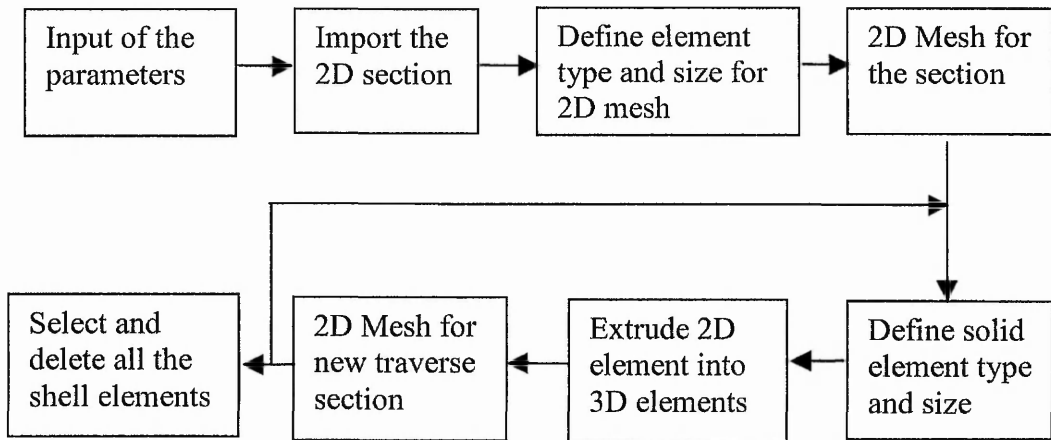 Input of the
parameters
Import the
2D section
Define element
type and size for
2D mesh
2D Mesh for
the section
Select and
delete all the
shell elements
2D Mesh for
new traverse
section
Extrude 2D
element into
3D elements
Define solid
element type
and size